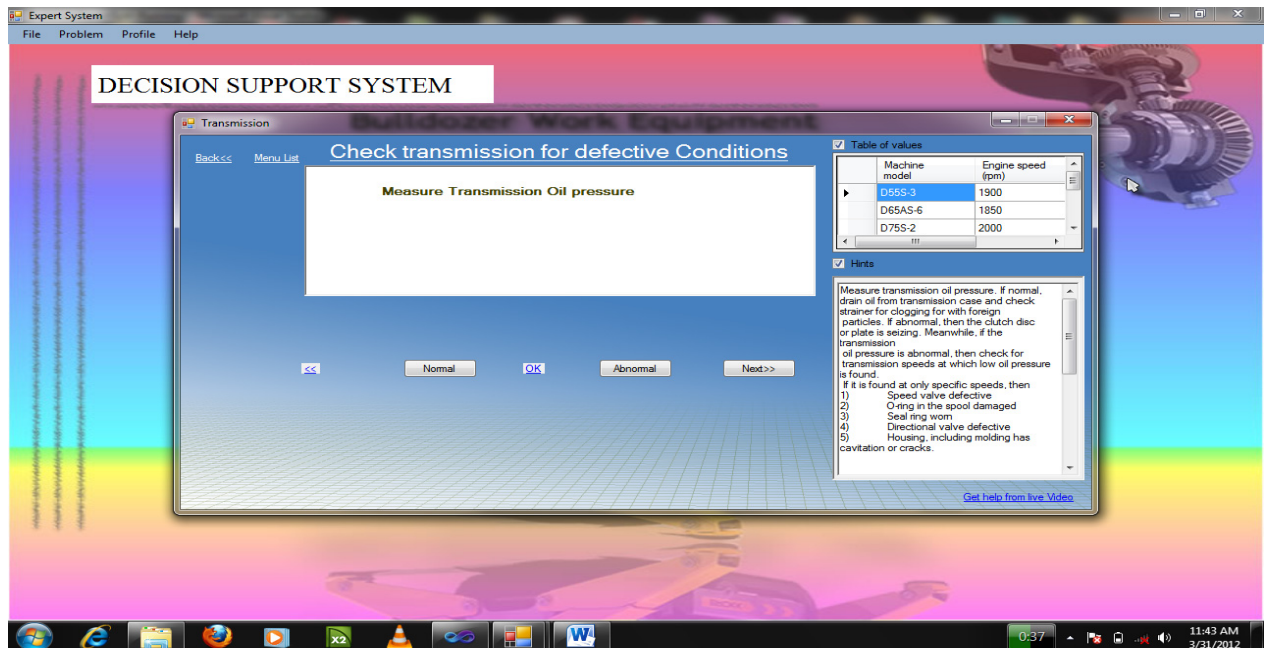 Expert System
File Problem Profile Help
DECISION SUPPORT SYSTEM
Bulldozer Work Equipment
Transmission
Back<< Menu List
Check transmission for defective Conditions
Measure Transmission Oil pressure
<< Normal OK Abnormal Next>>
Table of values
Machine model Engine speed (rpm)
D55S-3 1900
D65AS-6 1850
D75S-2 2000
Hints
Measure transmission oil pressure. If normal,
drain oil from transmission case and check
strainer for clogging for with foreign
particles. If abnormal, then the clutch disc
or plate is seizing. Meanwhile, if the
transmission
oil pressure is abnormal, then check for
transmission speeds at which low oil pressure
is found.
If it is found at only specific speeds, then
1) Speed valve defective
2) O-ring in the spool damaged
3) Seal ring worn
4) Directional valve defective
5) Housing, including molding has
cavitation or cracks.
Get help from live Video
X2
W
0:37
11:43 AM
3/31/2012